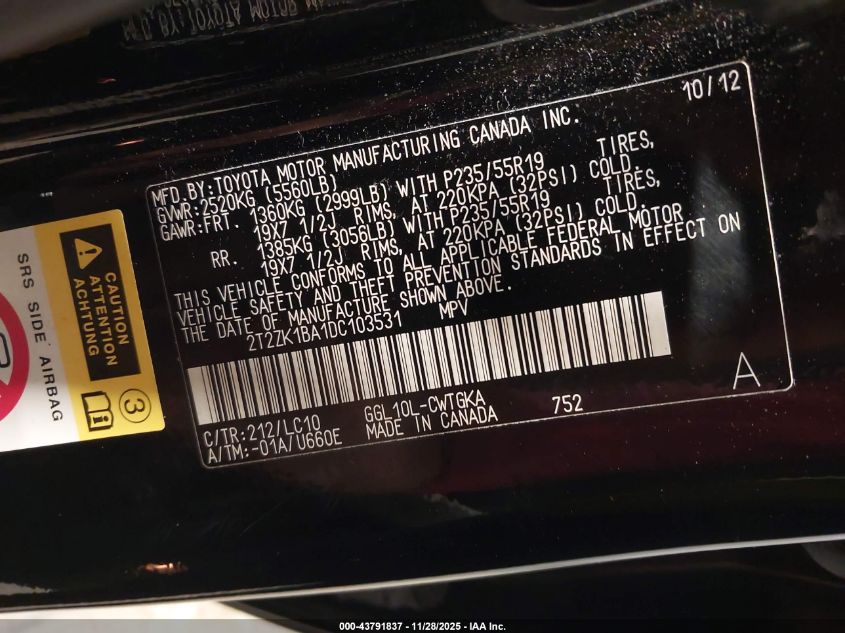 10/12
MFD.BY:TOYOTA MOTOR MANUFACTURING CANADA INC.
GVWR:2520KG (5560LB)
GAWR:FRT. 1360KG (2999LB) WITH P235/55R19 TIRES,
19X7 1/2J RIMS, AT 220KPA (32PSI) COLD.
RR. 1385KG (3056LB) WITH P235/55R19 TIRES,
19X7 1/2J RIMS, AT 220KPA (32PSI) COLD.
THIS VEHICLE CONFORMS TO ALL APPLICABLE FEDERAL MOTOR
VEHICLE SAFETY AND THEFT PREVENTION STANDARDS IN EFFECT ON
THE DATE OF MANUFACTURE SHOWN ABOVE.
2T2ZK1BA1DC103531 MPV
C/TR:212/LC10 GGL10L-CWTGKA 752
A/TM:-01A/U660E MADE IN CANADA
A
SRS SIDE AIRBAG
CAUTION
ATTENTION
ACHTUNG
3
000-43791837 - 11/28/2025 - IAA Inc.